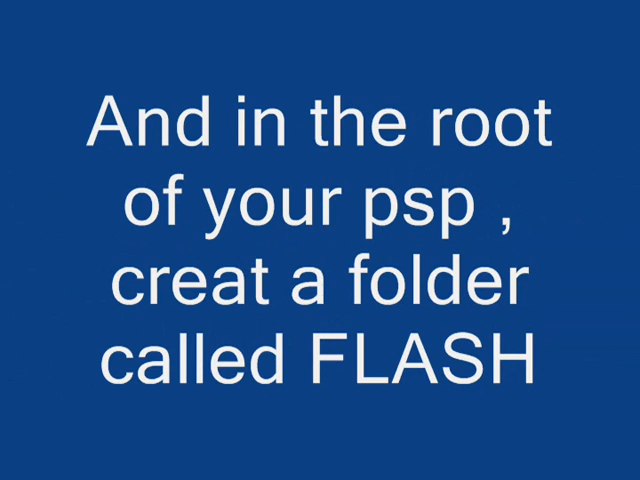 And in the root
of your psp ,
creat a folder
called FLASH